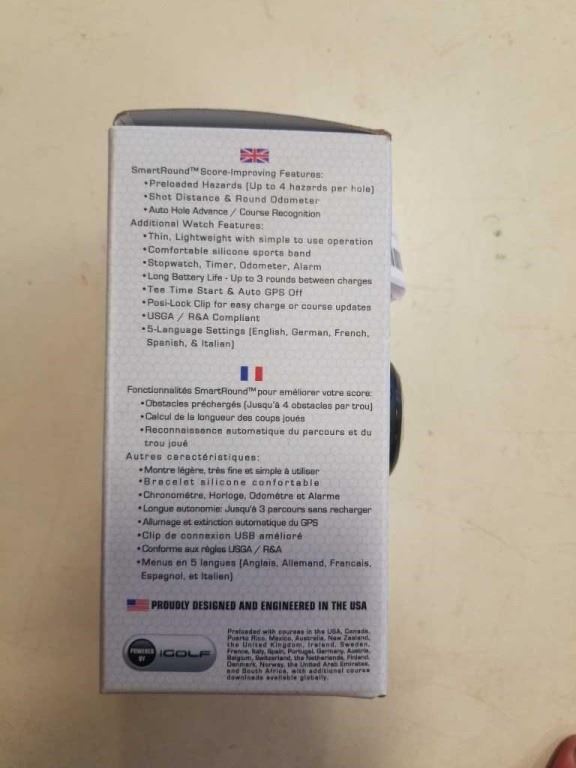 SmartRound™ Score-Improving Features:
•Preloaded Hazards (Up to 4 hazards per hole)
•Shot Distance & Round Odometer
•Auto Hole Advance / Course Recognition
Additional Watch Features:
•Thin, Lightweight with simple to use operation
•Comfortable silicone sports band
•Stopwatch, Timer, Odometer, Alarm
•Long Battery Life - Up to 3 rounds between charges
•Tee Time Start & Auto GPS Off
•Posi-Lock Clip for easy charge or course updates
•USGA / R&A Compliant
•5-Language Settings (English, German, French,
Spanish, & Italian)
Fonctionnalités SmartRound™ pour améliorer votre score:
•Obstacles préchargés (Jusqu'à 4 obstacles par trou)
•Calcul de la longueur des coups joués
•Reconnaissance automatique du parcours et du
trou joué
Autres caractéristiques:
•Montre légère, très fine et simple à utiliser
•Bracelet silicone confortable
•Chronomètre, Horloge, Odomètre et Alarme
•Longue autonomie: Jusqu'à 3 parcours sans recharger
•Allumage et extinction automatique du GPS
•Clip de connexion USB amélioré
•Conforme aux règles USGA / R&A
•Menus en 5 langues (Anglais, Allemand, Francais,
Espagnol, et Italien)
PROUDLY DESIGNED AND ENGINEERED IN THE USA
POWERED
BY
iGOLF
Preloaded with courses in the USA, Canada,
Puerto Rico, Mexico, Australia, New Zealand,
the United Kingdom, Ireland, Sweden,
France, Italy, Spain, Portugal, Germany, Austria,
Belgium, Switzerland, the Netherlands, Finland,
Denmark, Norway, the United Arab Emirates,
and South Africa, with additional course
downloads available globally.